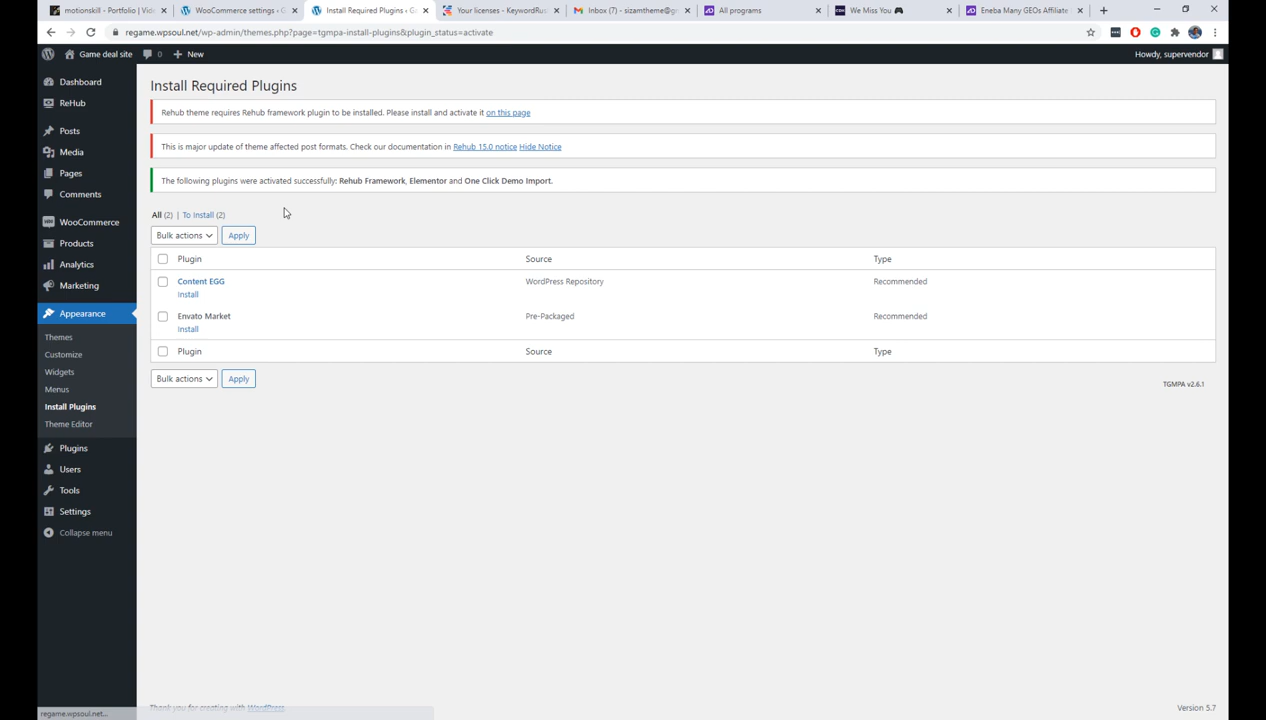 motionskill - Portfolio | Vid
WooCommerce settings ‹ G
Install Required Plugins ‹ G
Your licenses - KeywordRus
Inbox (7) - sizamtheme@g
All programs
We Miss You 🎮
Eneba Many GEOs Affiliate
regame.wpsoul.net/wp-admin/themes.php?page=tgmpa-install-plugins&plugin_status=activate
Game deal site
0
New
Howdy, supervendor
Dashboard
ReHub
Posts
Media
Pages
Comments
WooCommerce
Products
Analytics
Marketing
Appearance
Themes
Customize
Widgets
Menus
Install Plugins
Theme Editor
Plugins
Users
Tools
Settings
Collapse menu
Install Required Plugins
Rehub theme requires Rehub framework plugin to be installed. Please install and activate it on this page
This is major update of theme affected post formats. Check our documentation in Rehub 15.0 notice Hide Notice
The following plugins were activated successfully: Rehub Framework, Elementor and One Click Demo Import.
All (2) | To Install (2)
Bulk actions Apply
Plugin Source Type
Content EGG WordPress Repository Recommended
Install
Envato Market Pre-Packaged Recommended
Install
Plugin Source Type
Bulk actions Apply
TGMPA v2.6.1
Thank you for creating with WordPress.
Version 5.7
regame.wpsoul.net...